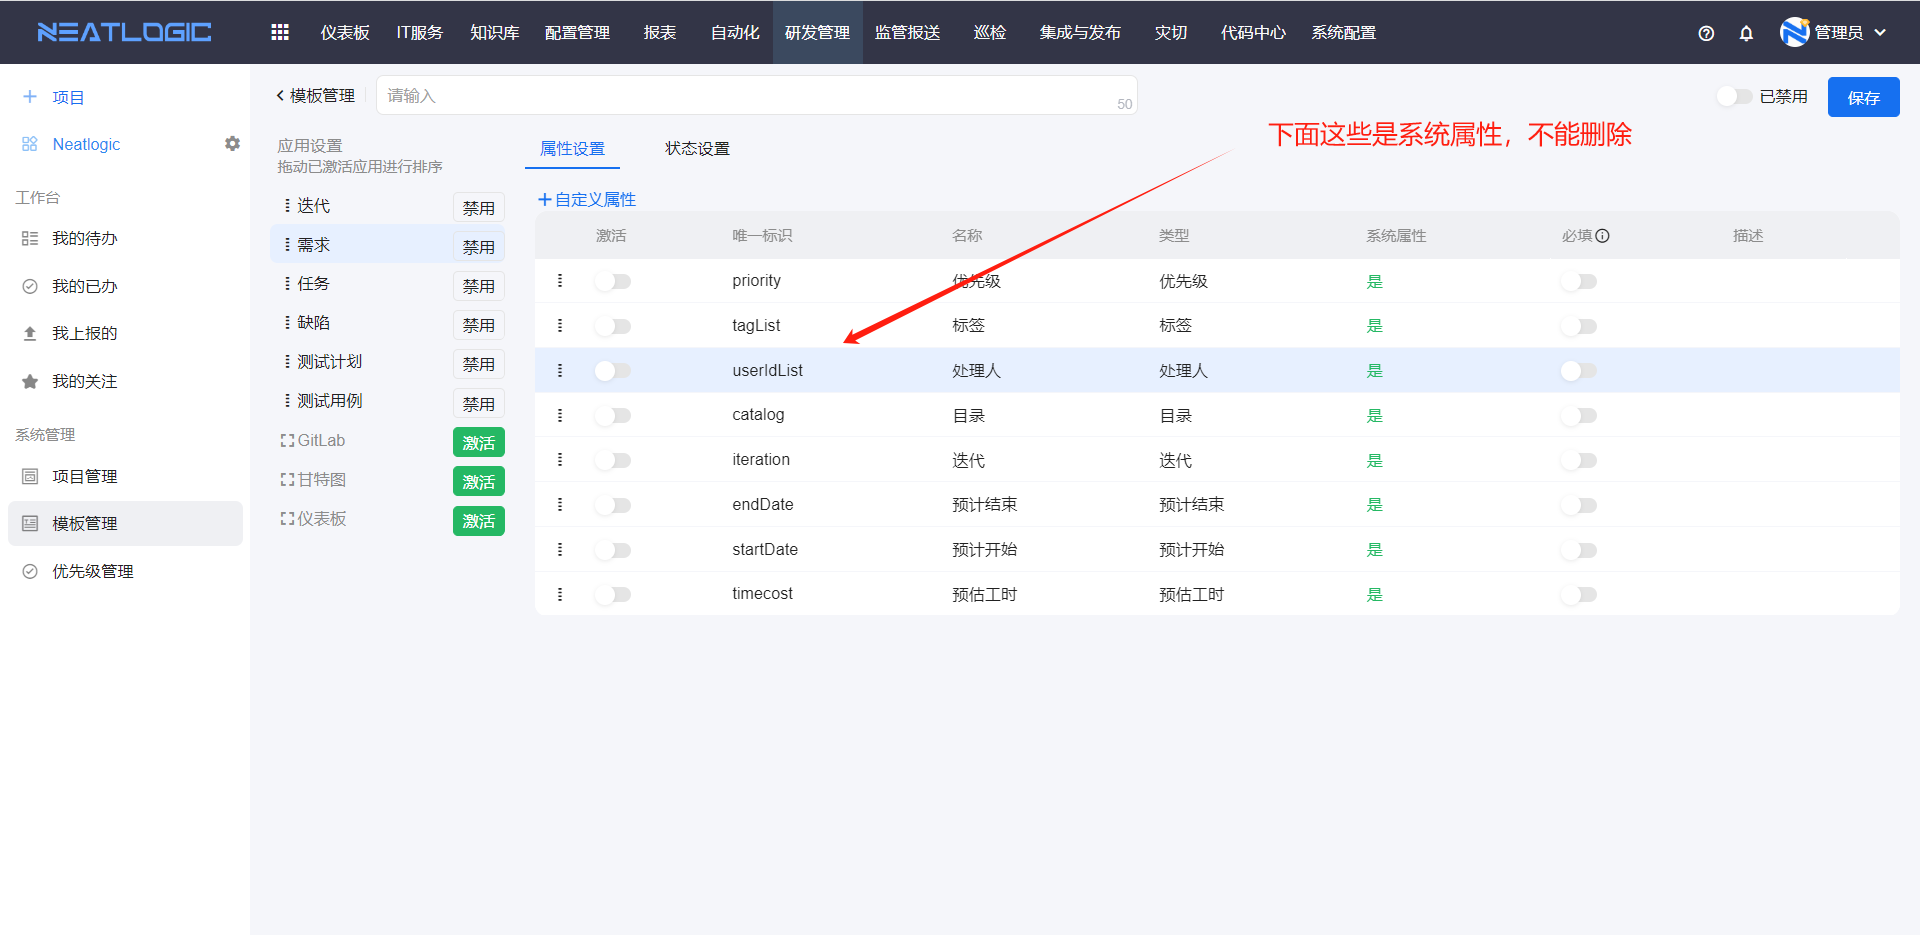 NEATLOGIC 仪表板 IT服务 知识库 配置管理 报表 自动化 研发管理 监管报送 巡检 集成与发布 灾切 代码中心 系统配置 管理员
项目
Neatlogic
工作台
我的待办
我的已办
我上报的
我的关注
系统管理
项目管理
模板管理
优先级管理
模板管理 请输入 50 已禁用 保存
下面这些是系统属性，不能删除
应用设置
拖动已激活应用进行排序
迭代 禁用
需求 禁用
任务 禁用
缺陷 禁用
测试计划 禁用
测试用例 禁用
GitLab 激活
甘特图 激活
仪表板 激活
属性设置 状态设置
自定义属性
激活 唯一标识 名称 类型 系统属性 必填 描述
priority 优先级 优先级 是
tagList 标签 标签 是
userIdList 处理人 处理人 是
catalog 目录 目录 是
iteration 迭代 迭代 是
endDate 预计结束 预计结束 是
startDate 预计开始 预计开始 是
timecost 预估工时 预估工时 是